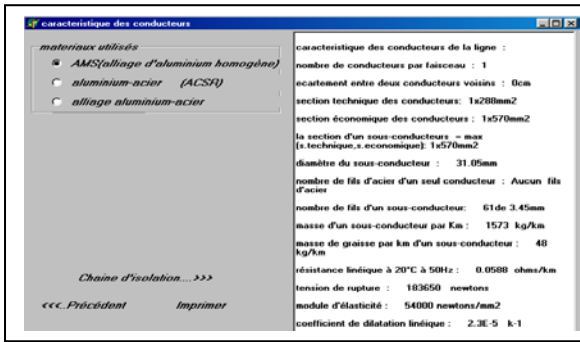 caracteristique des conducteurs
materiaux utilisés
AMS(alliage d'aluminium homogène)
aluminium-acier (ACSR)
alliage aluminium-acier
Chaine d'isolation....>>>
<<<..Précédent Imprimer
caracteristique des conducteurs de la ligne :
nombre de conducteurs par faisceau : 1
ecartement entre deux conducteurs voisins : 0cm
section technique des conducteurs: 1x288mm2
section économique des conducteurs : 1x570mm2
la section d'un sous-conducteurs = max
(s.technique,s.economique): 1x570mm2
diamètre du sous-conducteur : 31.05mm
nombre de fils d'acier d'un seul conducteur : Aucun fils
d'acier
nombre de fils d'un sous-conducteur: 61de 3.45mm
masse d'un sous-conducteur par Km : 1573 kg/km
masse de graisse par km d'un sous-conducteur : 48
kg/km
résistance linéique à 20°C à 50Hz : 0.0588 ohms/km
tension de rupture : 183650 newtons
module d'élasticité : 54000 newtons/mm2
coefficient de dilatation linéique : 2.3E-5 k-1